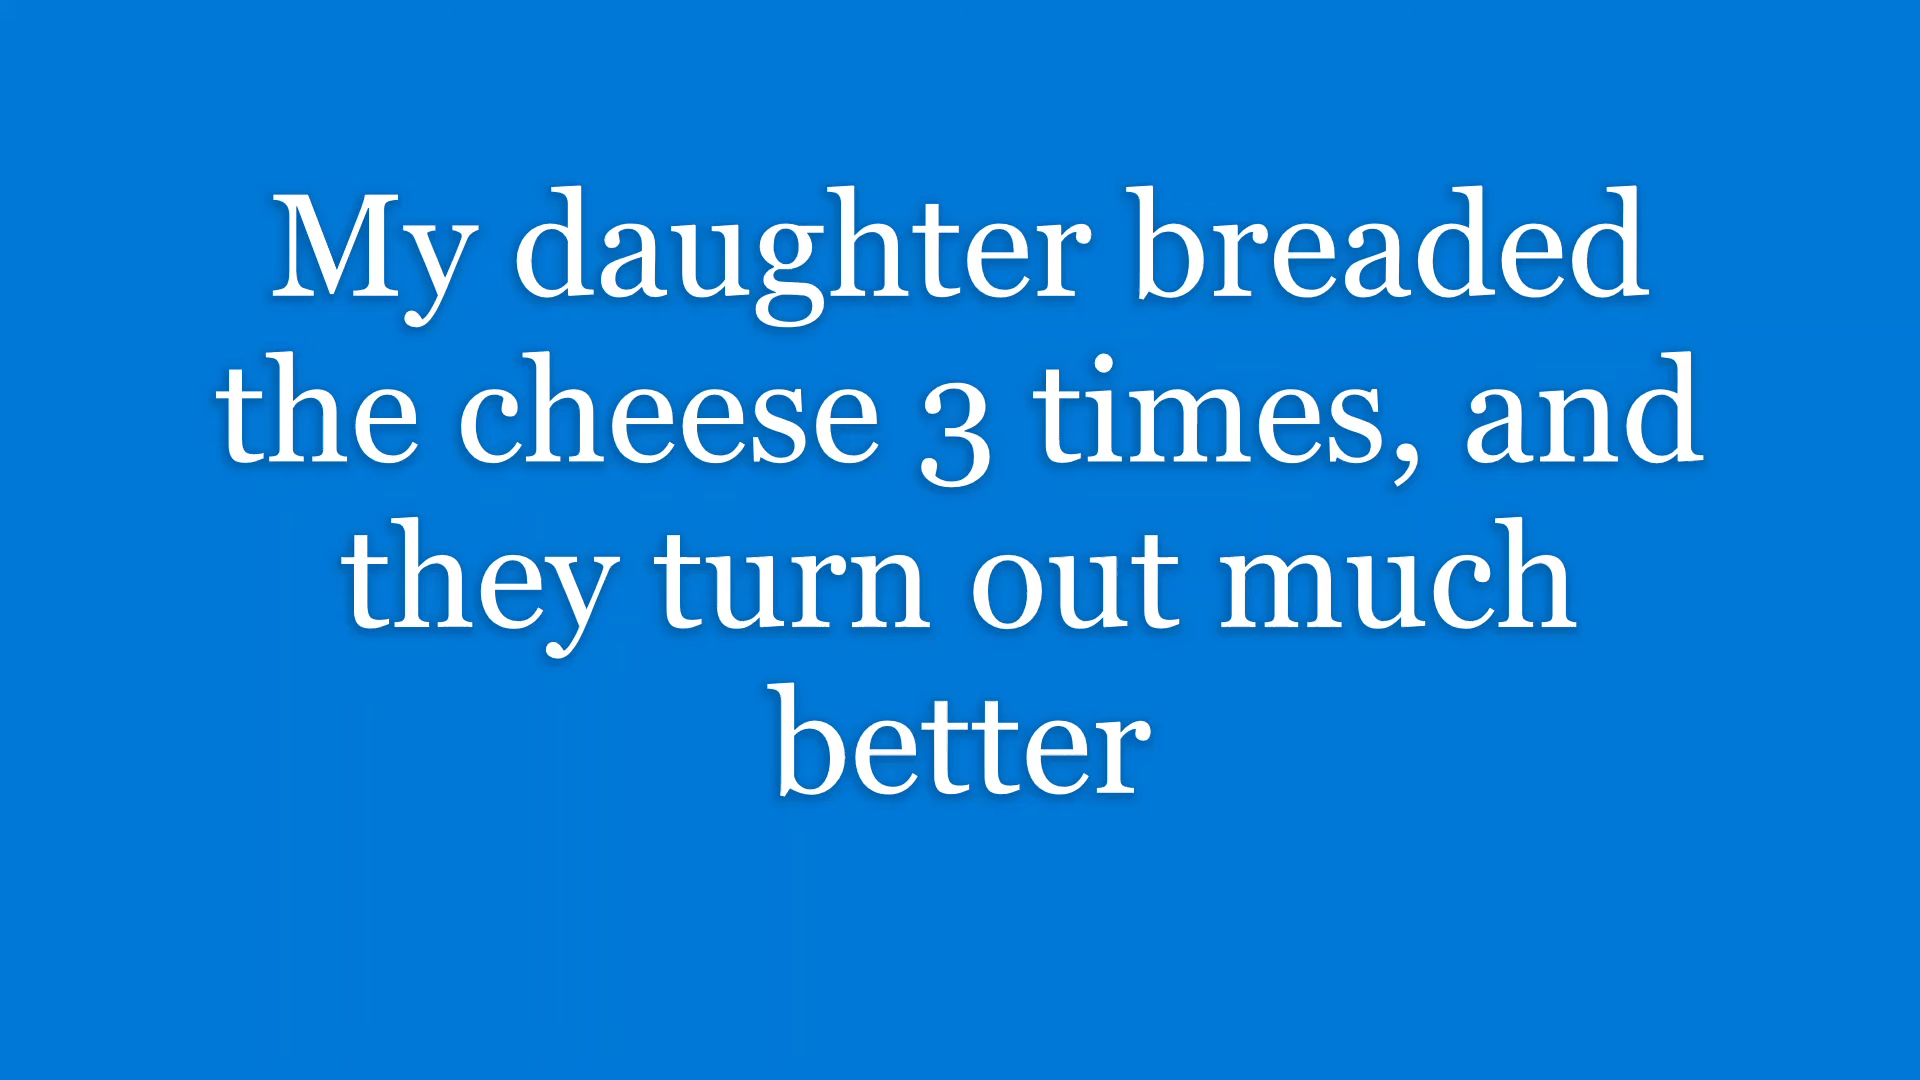 My daughter breaded
the cheese 3 times, and
they turn out much
better